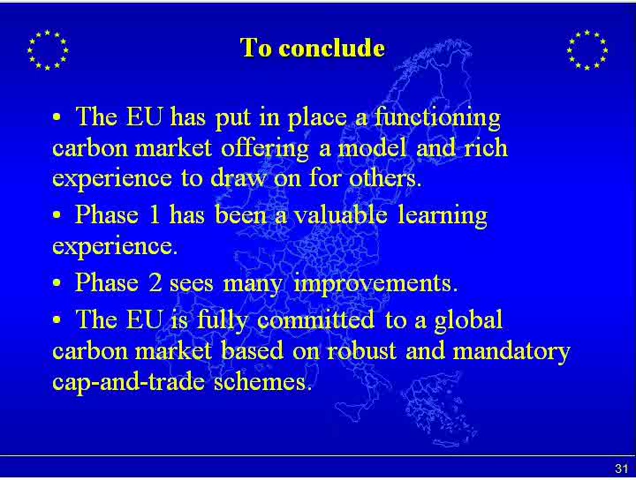 To conclude
• The EU has put in place a functioning
carbon market offering a model and rich
experience to draw on for others.
• Phase 1 has been a valuable learning
experience.
• Phase 2 sees many improvements.
• The EU is fully committed to a global
carbon market based on robust and mandatory
cap-and-trade schemes.
31